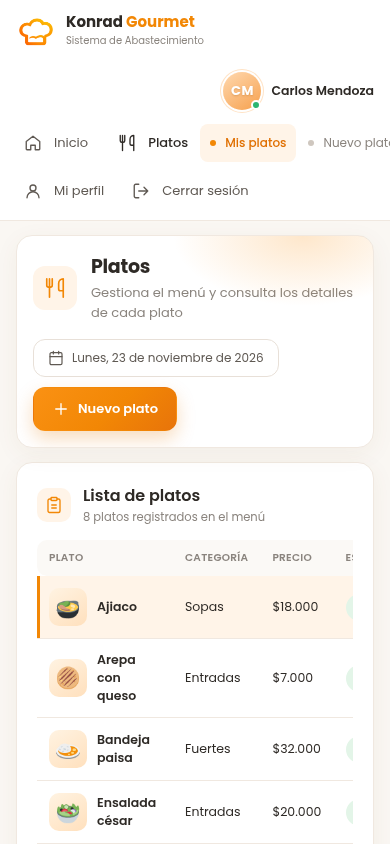 Konrad Gourmet
Sistema de Abastecimiento
CM
Carlos Mendoza
Inicio
Platos
Mis platos
Nuevo plato
Mi perfil
Cerrar sesión
Platos
Gestiona el menú y consulta los detalles
de cada plato
Lunes, 23 de noviembre de 2026
Nuevo plato
Lista de platos
8 platos registrados en el menú
PLATO CATEGORÍA PRECIO
Ajiaco Sopas $18.000
Arepa
con
queso
Entradas $7.000
Bandeja
paisa
Fuertes $32.000
Ensalada
césar
Entradas $20.000